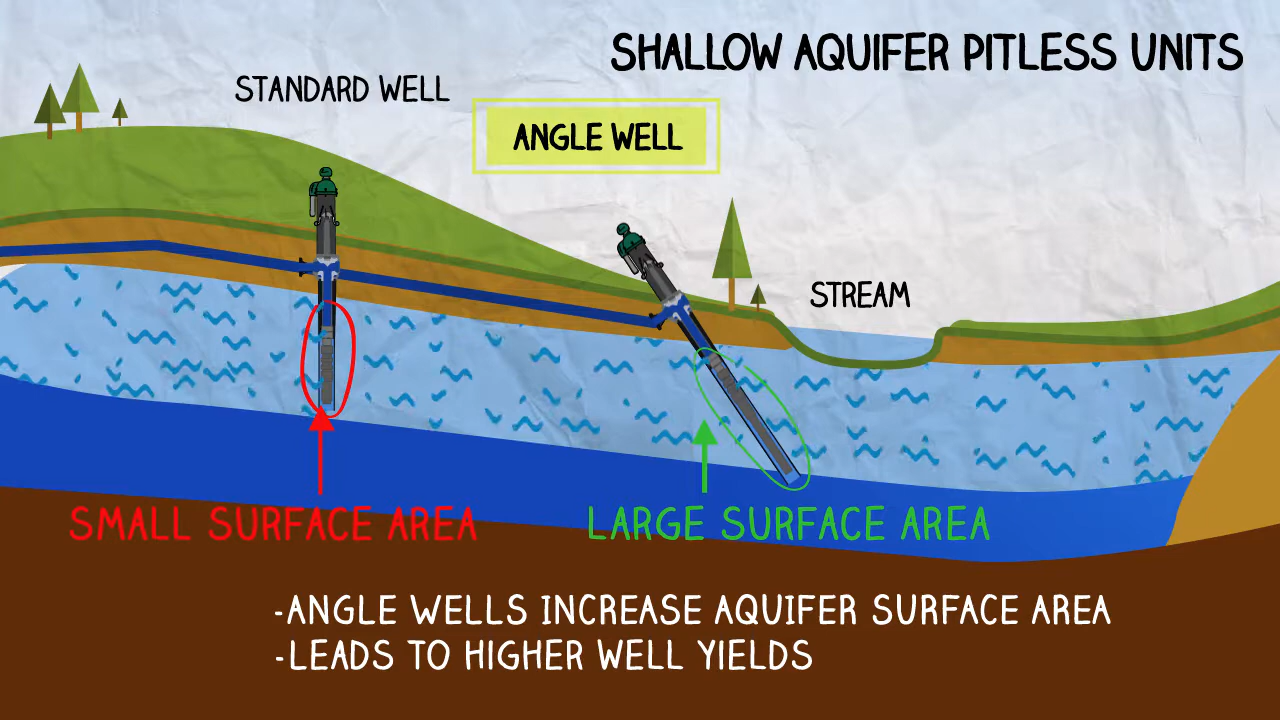 SHALLOW AQUIFER PITLESS UNITS
STANDARD WELL
ANGLE WELL
STREAM
SMALL SURFACE AREA
LARGE SURFACE AREA
-ANGLE WELLS INCREASE AQUIFER SURFACE AREA
-LEADS TO HIGHER WELL YIELDS